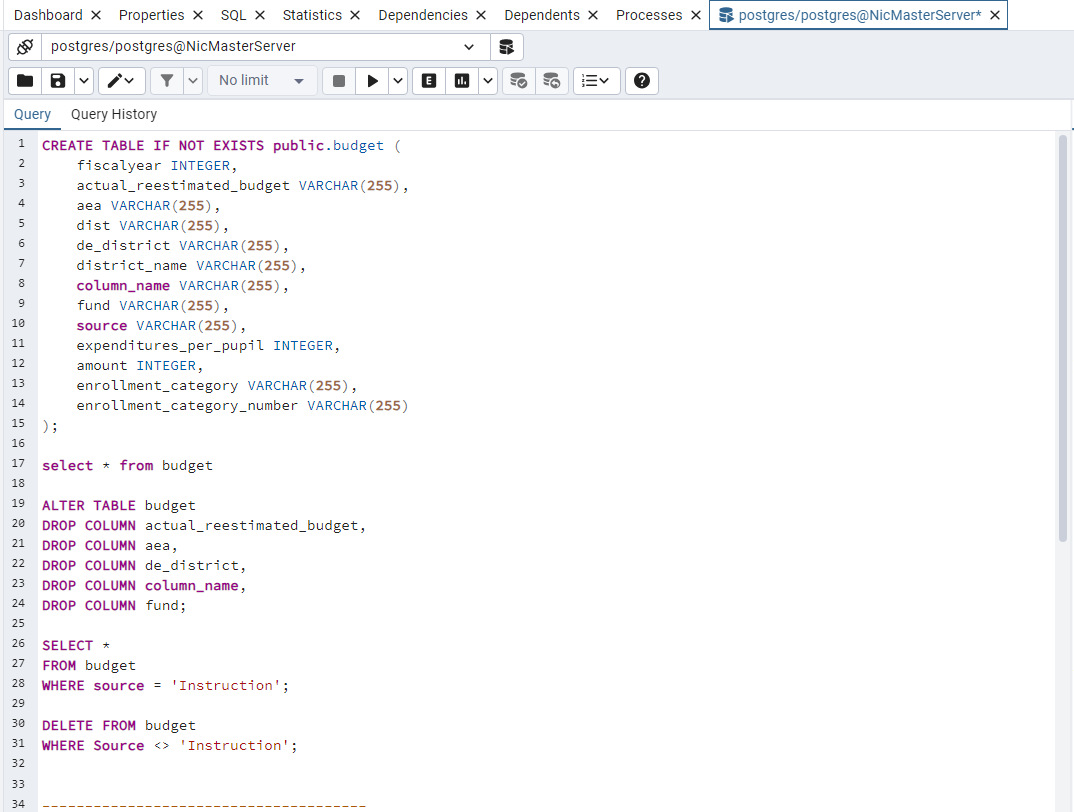 Dashboard Properties SQL Statistics Dependencies Dependents Processes postgres/postgres@NicMasterServer*
postgres/postgres@NicMasterServer
No limit E
Query Query History
1 CREATE TABLE IF NOT EXISTS public.budget (
2 fiscalyear INTEGER,
3 actual_reestimated_budget VARCHAR(255),
4 aea VARCHAR(255),
5 dist VARCHAR(255),
6 de_district VARCHAR(255),
7 district_name VARCHAR(255),
8 column_name VARCHAR(255),
9 fund VARCHAR(255),
10 source VARCHAR(255),
11 expenditures_per_pupil INTEGER,
12 amount INTEGER,
13 enrollment_category VARCHAR(255),
14 enrollment_category_number VARCHAR(255)
15 );
16
17 select * from budget
18
19 ALTER TABLE budget
20 DROP COLUMN actual_reestimated_budget,
21 DROP COLUMN aea,
22 DROP COLUMN de_district,
23 DROP COLUMN column_name,
24 DROP COLUMN fund;
25
26 SELECT *
27 FROM budget
28 WHERE source = 'Instruction';
29
30 DELETE FROM budget
31 WHERE Source <> 'Instruction';
32
33
34 --------------------------------------